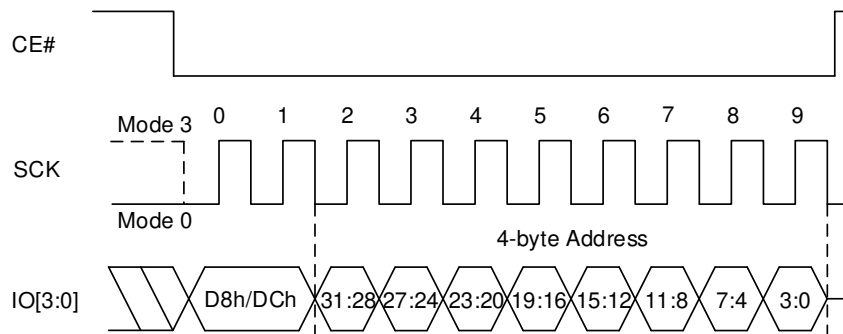 CE#
Mode 3
0 1 2 3 4 5 6 7 8 9
SCK
Mode 0
4-byte Address
IO[3:0]
D8h/DCh 31:28 27:24 23:20 19:16 15:12 11:8 7:4 3:0